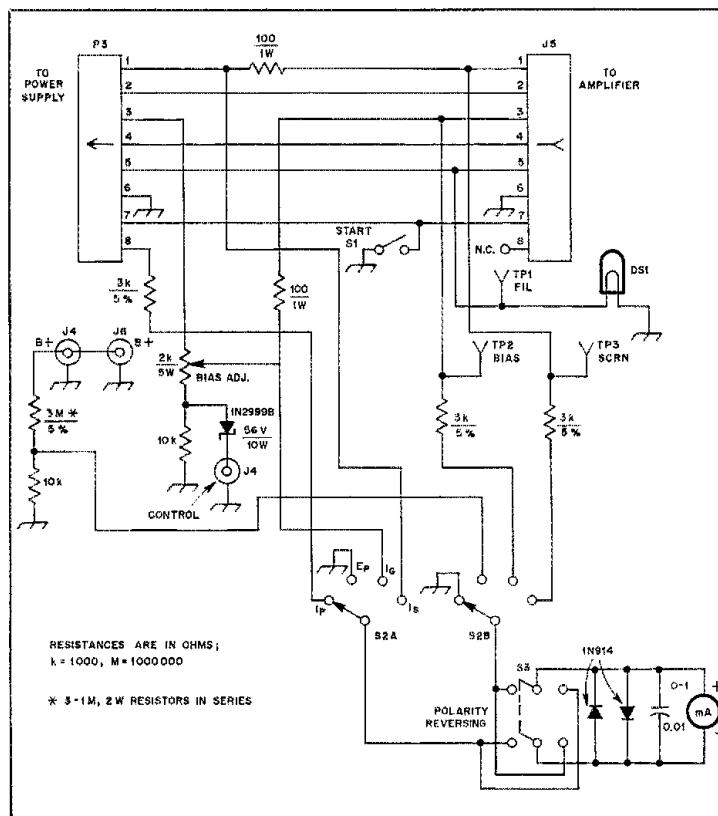 P3
100
1W
J5
TO
POWER
SUPPLY
TO
AMPLIFIER
1
2
3
4
5
6
7
8
1
2
3
4
5
6
7
8
START
S1
N.C.
TP1
FIL
DS1
3k
5%
100
1W
J4
J6
B+
B+
TP2
BIAS
TP3
SCRN
2k
5W
BIAS ADJ.
3M *
5%
1N2999B
56 V
10W
3k
5%
3k
5%
10k
10k
J4
CONTROL
EP
IG
IP
IS
S2A
S2B
RESISTANCES ARE IN OHMS;
k = 1000, M = 1000000
* 3-1M, 2W RESISTORS IN SERIES
S3
1N914
POLARITY
REVERSING
0-1
+
mA
0.01
-